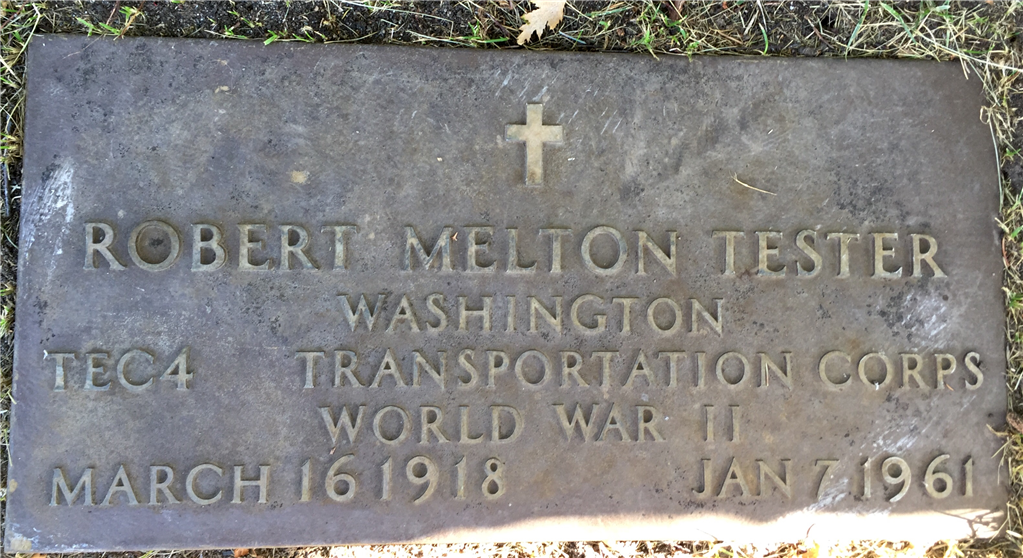 ROBERT MELTON TESTER
WASHINGTON
TEC4 TRANSPORTATION CORPS
WORLD WAR II
MARCH 16 1918 JAN 7 1961